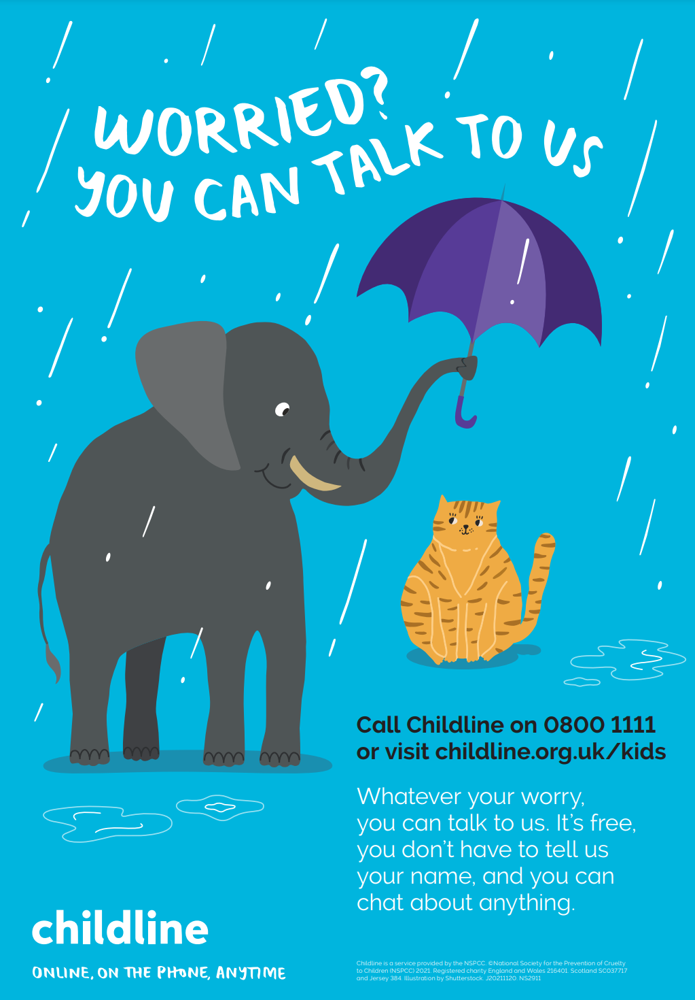 WORRIED?
YOU CAN TALK TO US
Call Childline on 0800 1111
or visit childline.org.uk/kids
Whatever your worry,
you can talk to us. It's free,
you don't have to tell us
your name, and you can
chat about anything.
childline
ONLINE, ON THE PHONE, ANYTIME
Childline is a service provided by the NSPCC. ©National Society for the Prevention of Cruelty
to Children (NSPCC) 2021. Registered charity England and Wales 216401. Scotland SC037717
and Jersey 384. Illustration by Shutterstock. J20211120. NS2911